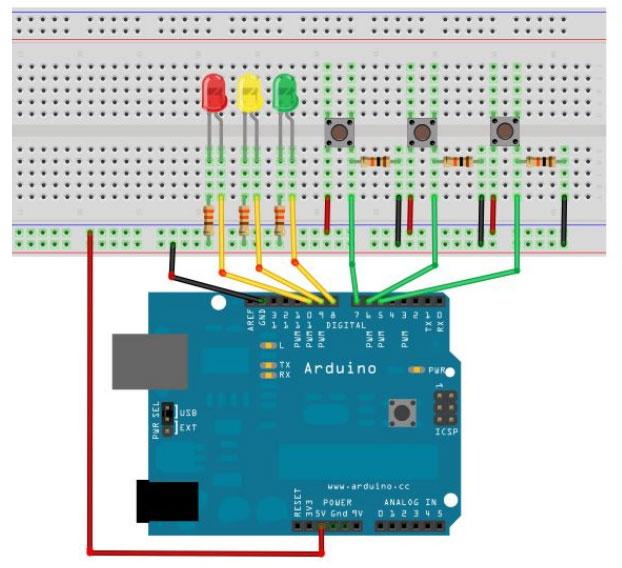 AREF
GND
13
12
11
10
9
8
7
6
5
4
3
2
1
0
PWM
PWM
PWM
PWM
PWM
PWM
TX
RX
DIGITAL
L
TX
RX
Arduino
PWR
1
ICSP
PWR SEL
USB
EXT
www.arduino.cc
RESET
3V3
5V
Gnd
9V
POWER
ANALOG IN
0 1 2 3 4 5